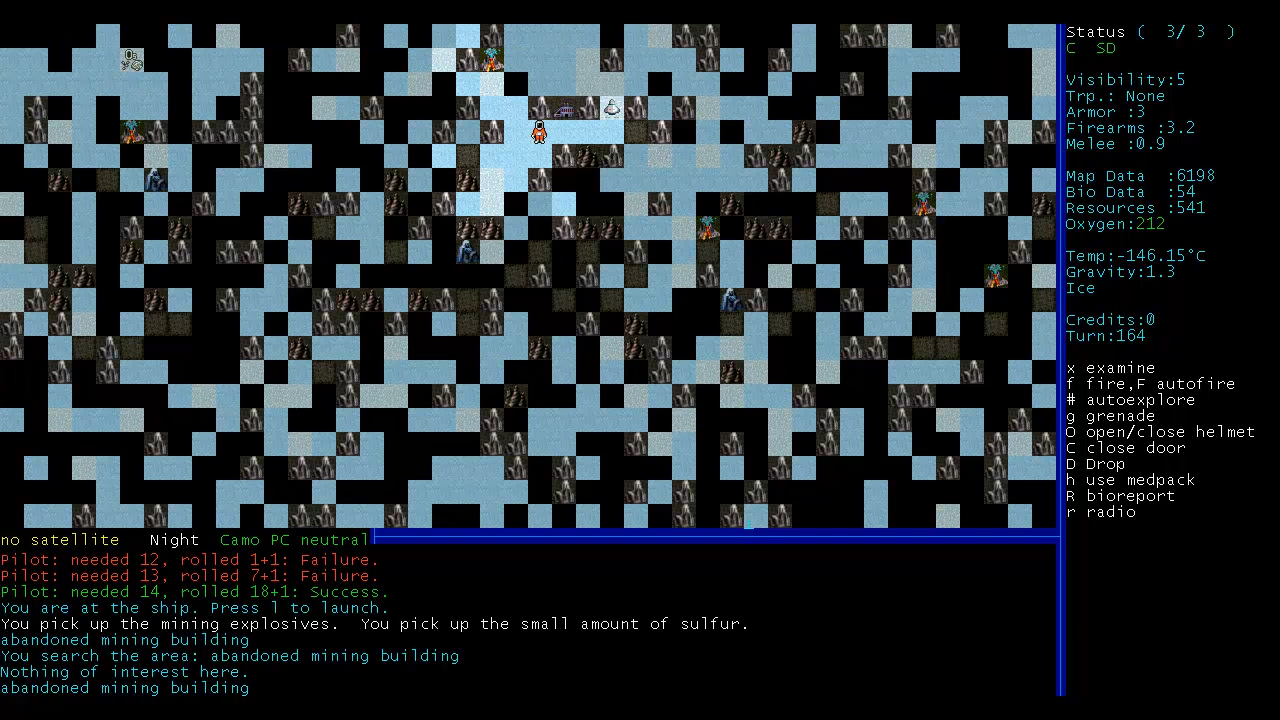 Status (  3/ 3  )
C  SD
Visibility:5
Trp.: None
Armor :3
Firearms :3.2
Melee :0.9
Map Data  :6198
Bio Data  :54
Resources :541
Oxygen:212
Temp:-146.15°C
Gravity:1.3
Ice
Credits:0
Turn:164
x examine
f fire,F autofire
# autoexplore
g grenade
O open/close helmet
C close door
D Drop
h use medpack
R bioreport
r radio
no satellite   Night  Camo PC neutral
Pilot: needed 12, rolled 1+1: Failure.
Pilot: needed 13, rolled 7+1: Failure.
Pilot: needed 14, rolled 18+1: Success.
You are at the ship. Press l to launch.
You pick up the mining explosives.  You pick up the small amount of sulfur.
abandoned mining building
You search the area: abandoned mining building
Nothing of interest here.
abandoned mining building